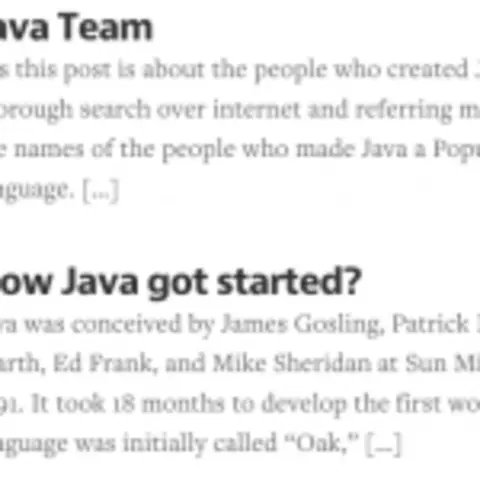 ava Team
s this post is about the people who created J
orough search over internet and referring m
e names of the people who made Java a Popu
nguage. [...]
ow Java got started?
va was conceived by James Gosling, Patrick
arth, Ed Frank, and Mike Sheridan at Sun Mi
91. It took 18 months to develop the first wo
nguage was initially called “Oak,” [...]